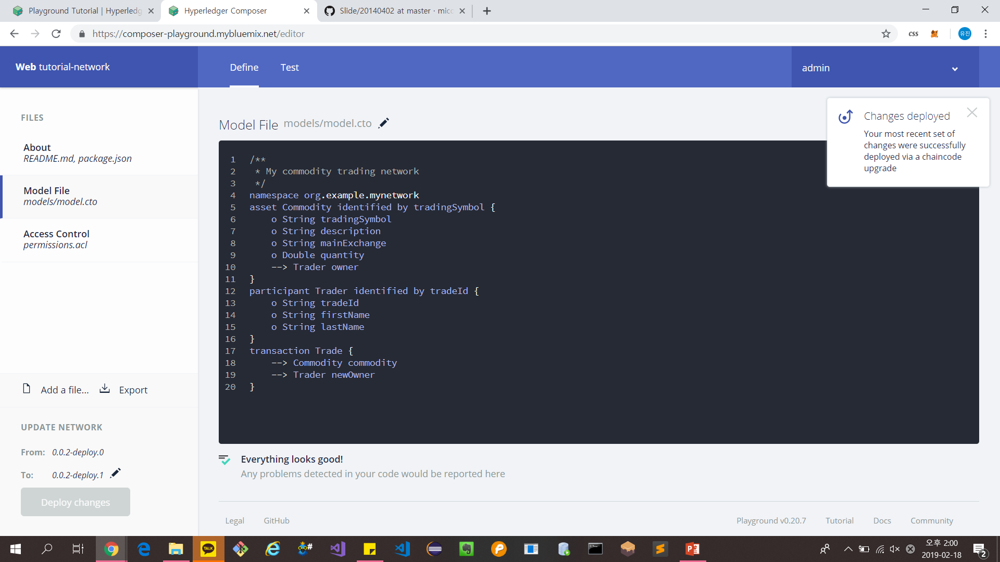 Playground Tutorial | Hyperledg
Hyperledger Composer
Slide/20140402 at master · micc
https://composer-playground.mybluemix.net/editor
css
유진
Web tutorial-network
Define
Test
admin
FILES
About
README.md, package.json
Model File
models/model.cto
Access Control
permissions.acl
Add a file...
Export
UPDATE NETWORK
From: 0.0.2-deploy.0
To: 0.0.2-deploy.1
Deploy changes
Model File models/model.cto
Changes deployed
Your most recent set of
changes were successfully
deployed via a chaincode
upgrade
1 /**
2 * My commodity trading network
3 */
4 namespace org.example.mynetwork
5 asset Commodity identified by tradingSymbol {
6 o String tradingSymbol
7 o String description
8 o String mainExchange
9 o Double quantity
10 --> Trader owner
11 }
12 participant Trader identified by tradeId {
13 o String tradeId
14 o String firstName
15 o String lastName
16 }
17 transaction Trade {
18 --> Commodity commodity
19 --> Trader newOwner
20 }
Everything looks good!
Any problems detected in your code would be reported here
Legal
GitHub
Playground v0.20.7
Tutorial
Docs
Community
TALK
오후 2:00
2019-02-18
2